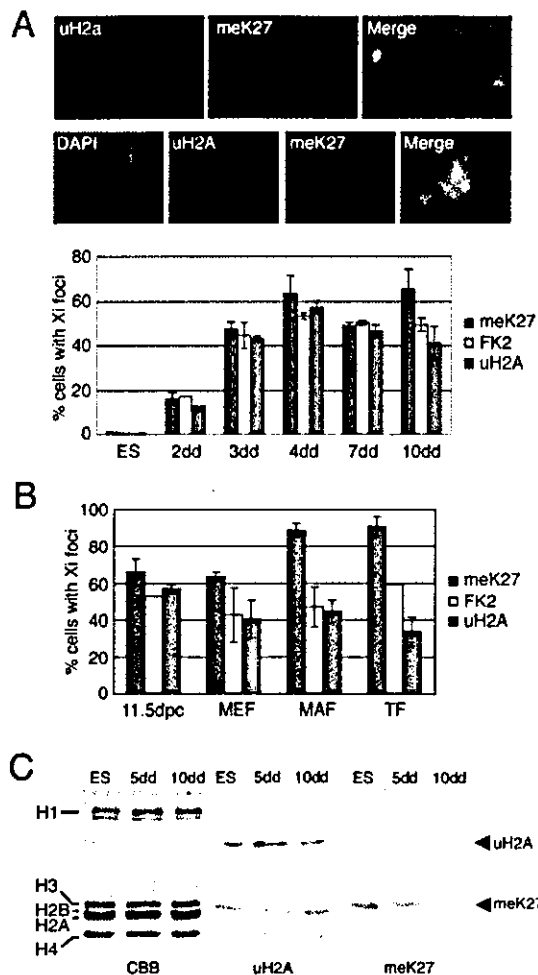 A
uH2a meK27 Merge
DAPI uH2A meK27 Merge
80
60
40
20
0
% cells with Xi foci
ES 2dd 3dd 4dd 7dd 10dd
meK27
FK2
uH2A
B
100
80
60
40
20
0
% cells with Xi foci
11.5dpc MEF MAF TF
meK27
FK2
uH2A
C
ES 5dd 10dd ES 5dd 10dd ES 5dd 10dd
H1
uH2A
H3
H2B
H2A
H4
meK27
CBB uH2A meK27